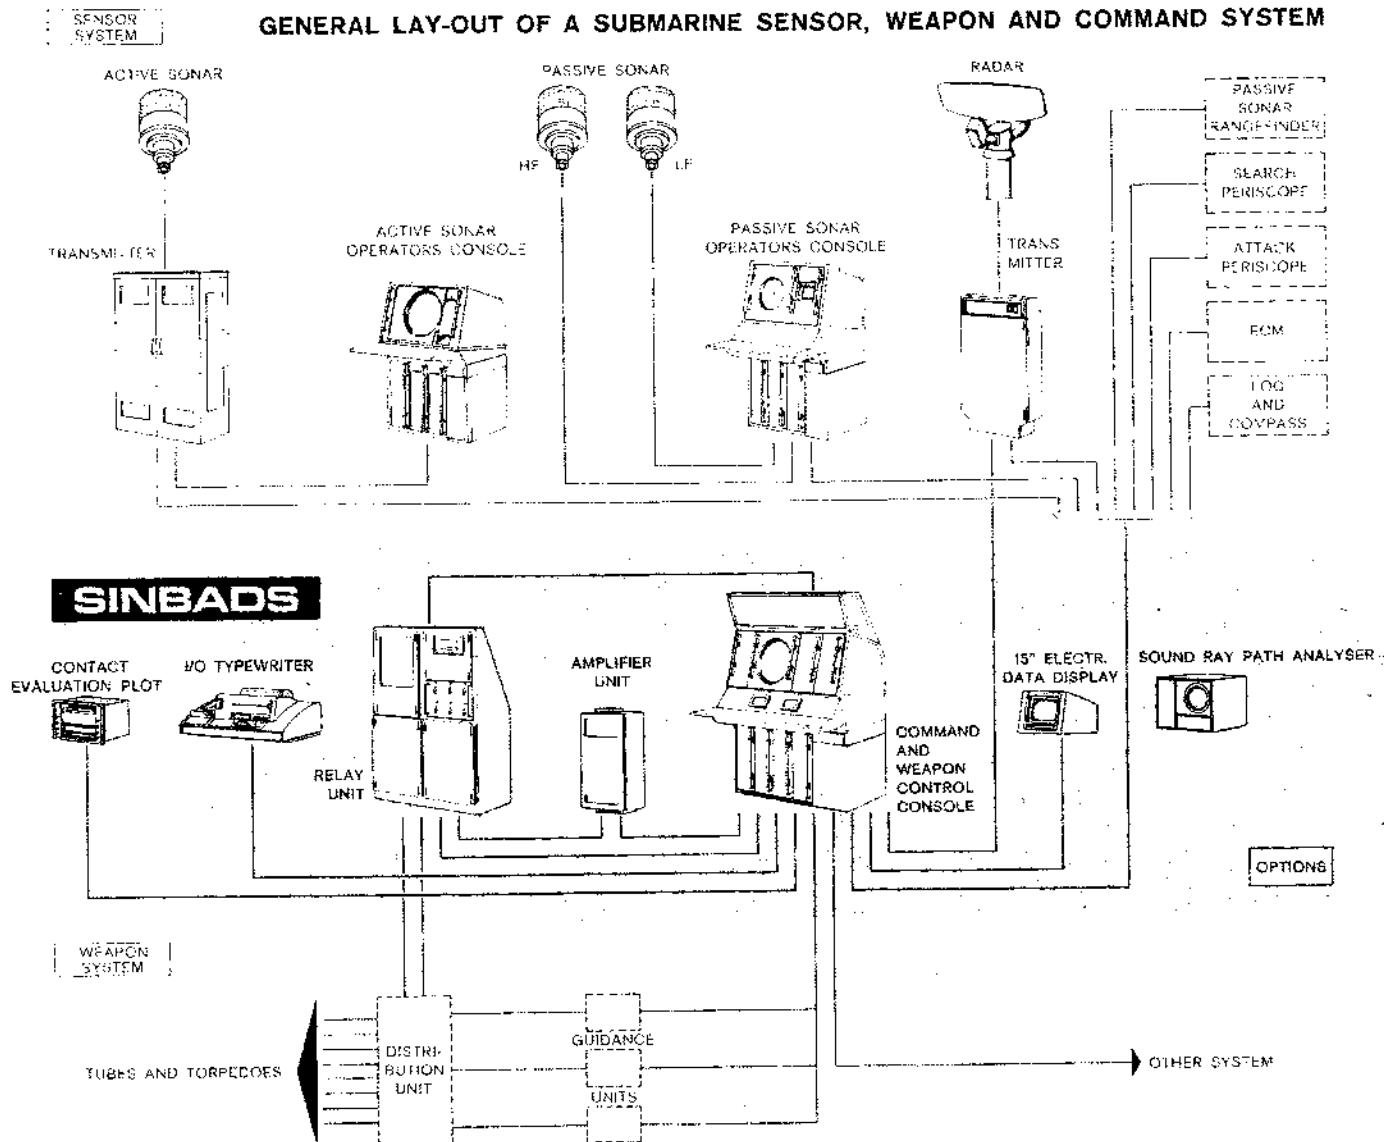 SENSOR
SYSTEM
GENERAL LAY-OUT OF A SUBMARINE SENSOR, WEAPON AND COMMAND SYSTEM
ACTIVE SONAR
PASSIVE SONAR
RADAR
HF
LF
PASSIVE
SONAR
RANGEFINDER
SEARCH
PERISCOPE
ATTACK
PERISCOPE
ECM
LOG
AND
COMPASS
TRANSMITTER
ACTIVE SONAR
OPERATORS CONSOLE
PASSIVE SONAR
OPERATORS CONSOLE
TRANS
MITTER
SINBADS
CONTACT
EVALUATION PLOT
I/O TYPEWRITER
RELAY
UNIT
AMPLIFIER
UNIT
COMMAND
AND
WEAPON
CONTROL
CONSOLE
15" ELECTR.
DATA DISPLAY
SOUND RAY PATH ANALYSER
OPTIONS
WEAPON
SYSTEM
TUBES AND TORPEDOES
DISTRI-
BUTION
UNIT
GUIDANCE
UNITS
OTHER SYSTEM